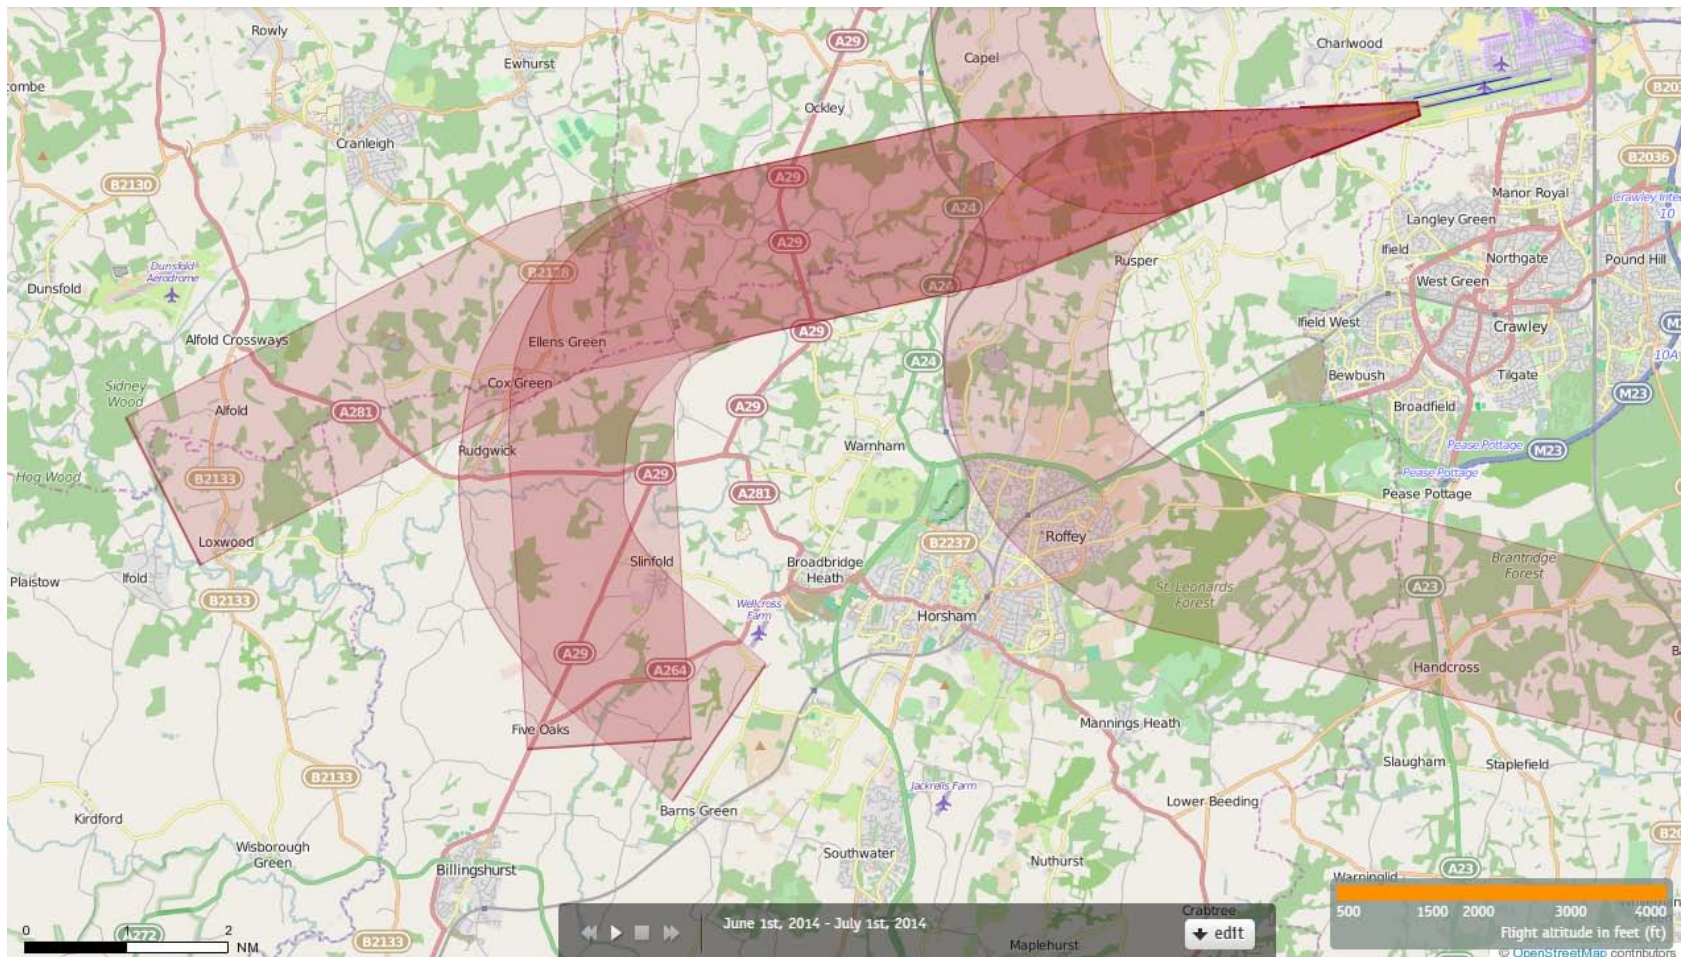 Rowly
A29
Charlwood
Capel
Ewhurst
combe
Ockley
Cranleigh
B2130
A29
B2036
Manor Royal
A24
Langley Green
10
A29
Ifield
Northgate
Pound Hill
Rusper
Dunsfold
Aerodrome
West Green
Dunsfold
A24
Ifield West
Crawley
A29
Alfold Crossways
Ellens Green
A24
10A
Cox Green
Bewbush
Tilgate
Sidney
Wood
M23
Alfold
A281
A29
Broadfield
Rudgwick
Warnham
Pease Pottage
M23
Hog Wood
B2133
A29
Pease Pottage
A281
Pease Pottage
Loxwood
B2237
Roffey
Slinfold
Broadbridge
Heath
Brantridge
Forest
Plaistow
Ifold
St. Leonards
Forest
A23
B2133
Wellcross
Farm
Horsham
A29
A264
Handcross
Five Oaks
Mannings Heath
B2133
Slaugham
Staplefield
Jackrells Farm
Lower Beeding
Barns Green
Kirdford
Wisborough
Green
Southwater
Nuthurst
Billingshurst
A23
Warninglid
500 1500 2000 3000 4000
Flight altitude in feet (ft)
Crabtree
June 1st, 2014 - July 1st, 2014
edit
Maplehurst
0 1 2 NM
A272
B2133
© OpenStreetMap contributors